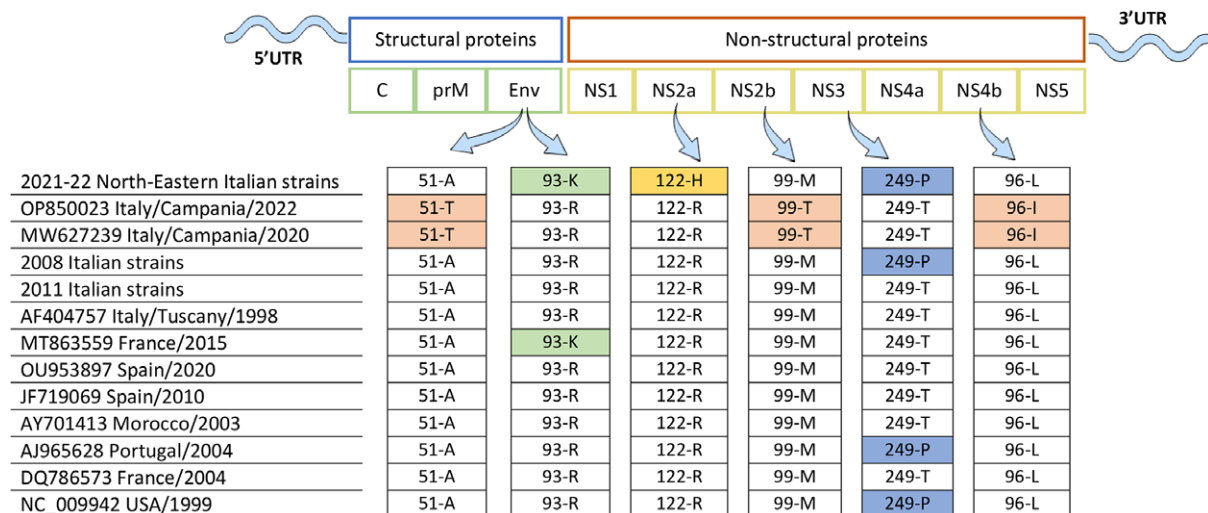 5'UTR
Structural proteins
Non-structural proteins
3'UTR
C prM Env NS1 NS2a NS2b NS3 NS4a NS4b NS5
2021-22 North-Eastern Italian strains 51-A 93-K 122-H 99-M 249-P 96-L
OP850023 Italy/Campania/2022 51-T 93-R 122-R 99-T 249-T 96-I
MW627239 Italy/Campania/2020 51-T 93-R 122-R 99-T 249-T 96-I
2008 Italian strains 51-A 93-R 122-R 99-M 249-P 96-L
2011 Italian strains 51-A 93-R 122-R 99-M 249-T 96-L
AF404757 Italy/Tuscany/1998 51-A 93-R 122-R 99-M 249-T 96-L
MT863559 France/2015 51-A 93-K 122-R 99-M 249-T 96-L
OU953897 Spain/2020 51-A 93-R 122-R 99-M 249-T 96-L
JF719069 Spain/2010 51-A 93-R 122-R 99-M 249-T 96-L
AY701413 Morocco/2003 51-A 93-R 122-R 99-M 249-T 96-L
AJ965628 Portugal/2004 51-A 93-R 122-R 99-M 249-P 96-L
DQ786573 France/2004 51-A 93-R 122-R 99-M 249-T 96-L
NC_009942 USA/1999 51-A 93-R 122-R 99-M 249-P 96-L